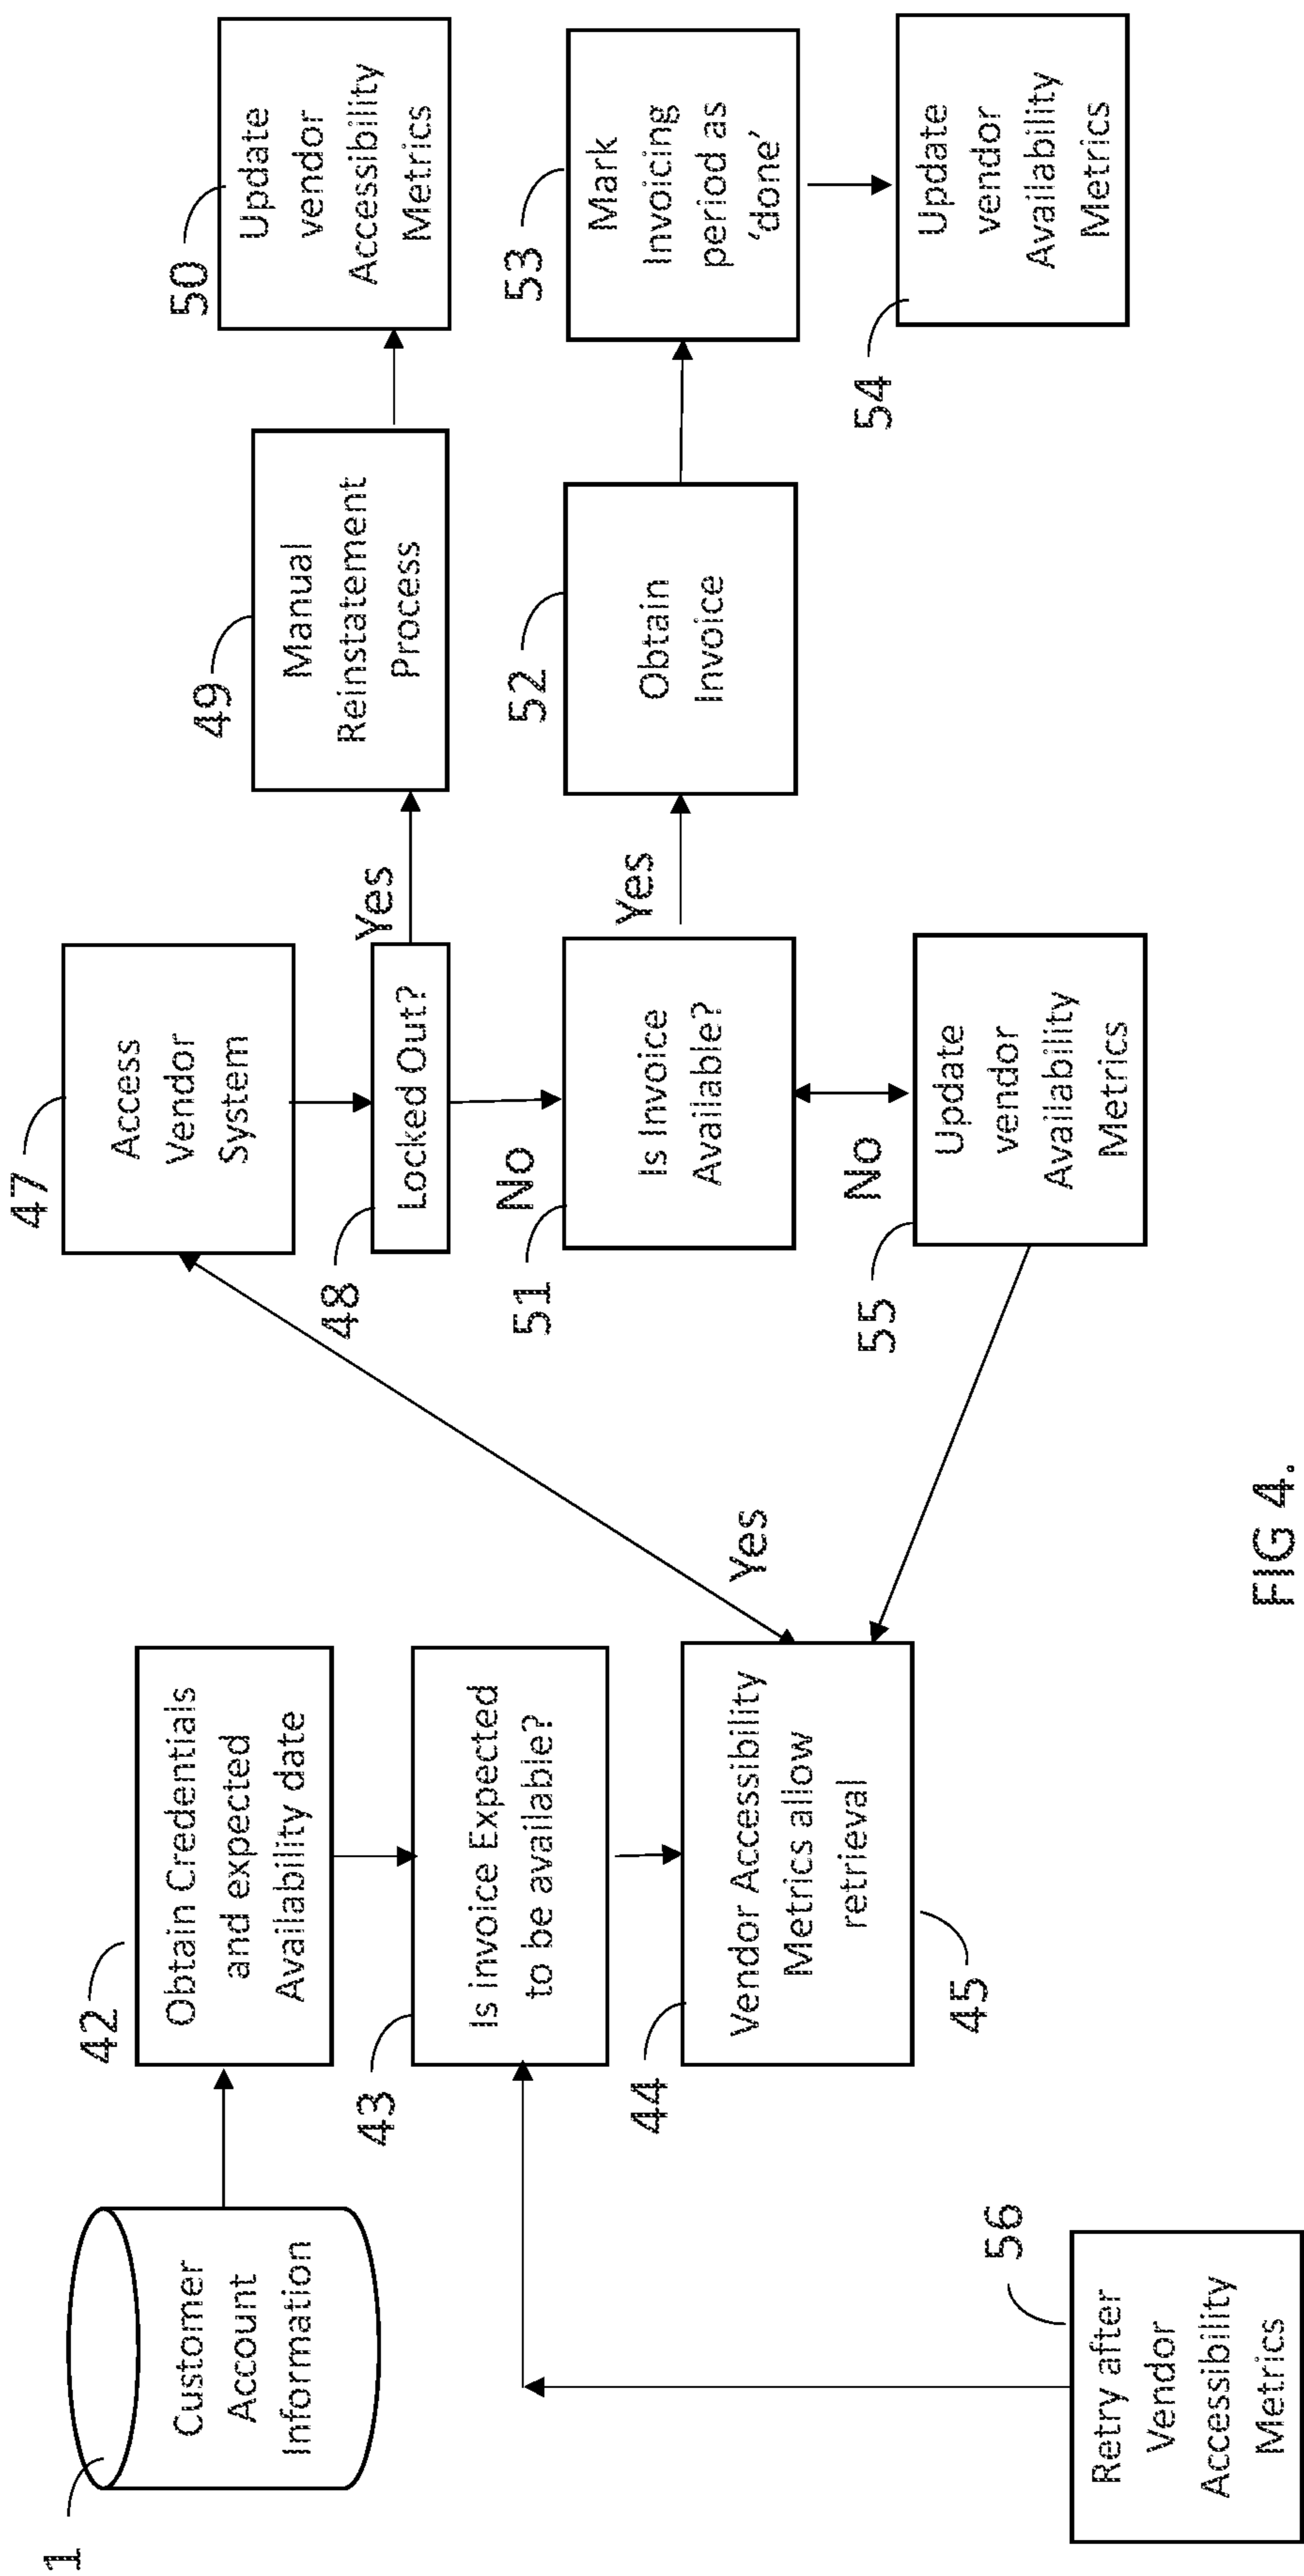 1
Customer
Account
Information
42
Obtain Credentials
and expected
Availability date
43
Is invoice Expected
to be available?
44
Vendor Accessibility
Metrics allow
retrieval
45
Yes
56
Retry after
Vendor
Accessibility
Metrics
47
Access
Vendor
System
48
Locked Out?
Yes
No
49
Manual
Reinstatement
Process
50
Update
vendor
Accessibility
Metrics
51
Is Invoice
Available?
Yes
No
52
Obtain
Invoice
53
Mark
Invoicing
period as
‘done’
54
Update
vendor
Availability
Metrics
55
Update
vendor
Availability
Metrics
FIG 4.